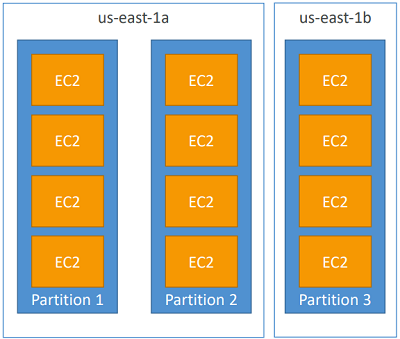 us-east-1a
us-east-1b
EC2
EC2
EC2
EC2
EC2
EC2
EC2
EC2
EC2
EC2
EC2
EC2
Partition 1
Partition 2
Partition 3